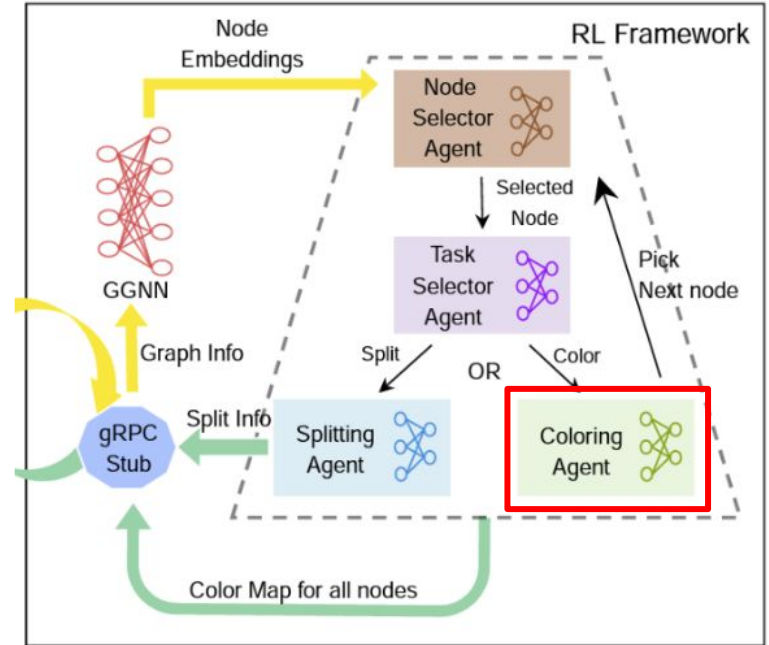 RL Framework
Node
Embeddings
Node
Selector
Agent
Selected
Node
Task
Selector
Agent
Pick
Next node
GGNN
Graph Info
Split
OR
Color
Split Info
gRPC
Stub
Splitting
Agent
Coloring
Agent
Color Map for all nodes